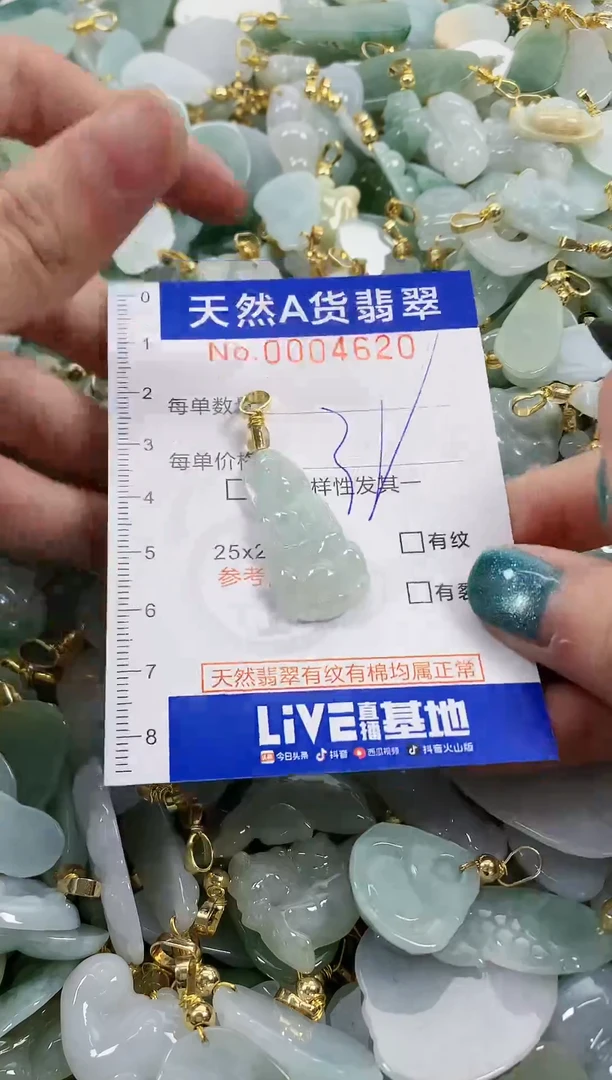 天然A货翡翠
No.0004620
每单数
每单价格
样性发其一
25x2
参考
有纹
有裂
天然翡翠有纹有棉均属正常
LiVE直播基地
今日头条 抖音 西瓜视频 抖音火山版
0
1
2
3
4
5
6
7
8